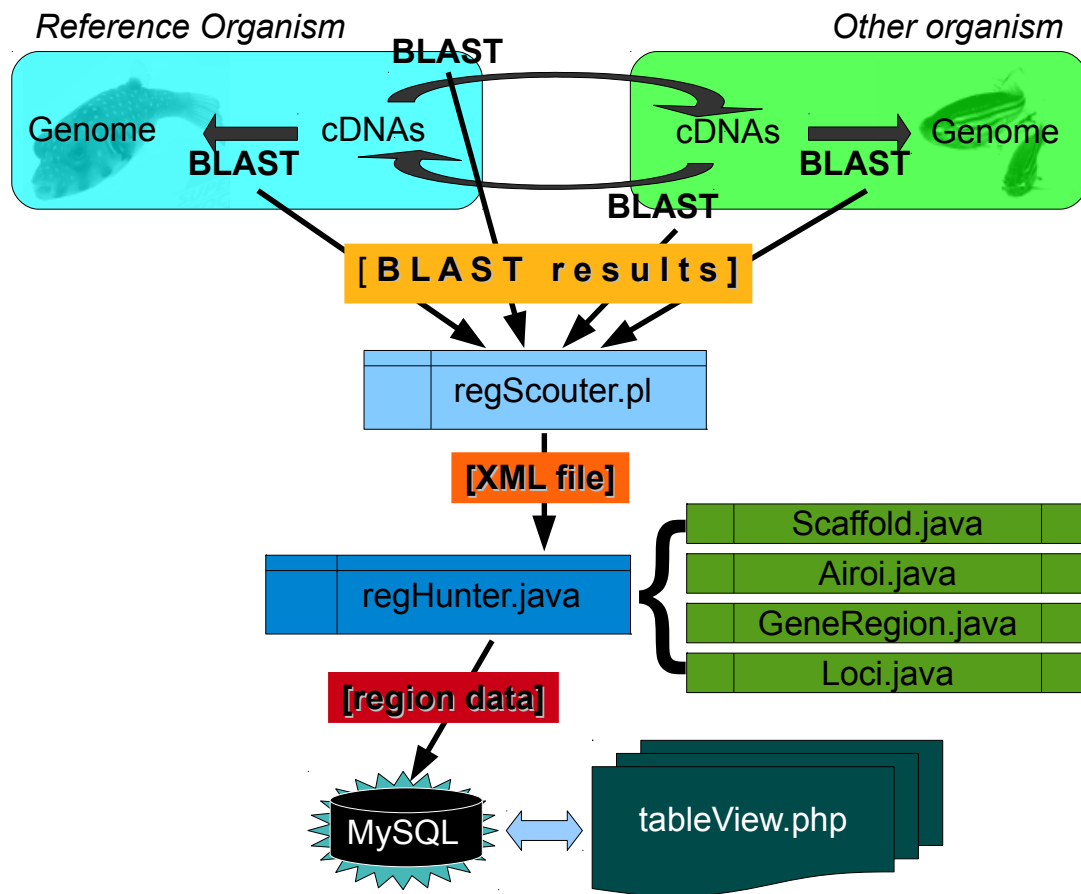 Reference Organism
Other organism
BLAST
Genome
cDNAs
cDNAs
Genome
BLAST
BLAST
BLAST
[BLAST results]
regScouter.pl
[XML file]
Scaffold.java
Airoi.java
regHunter.java
GeneRegion.java
Loci.java
[region data]
MySQL
tableView.php